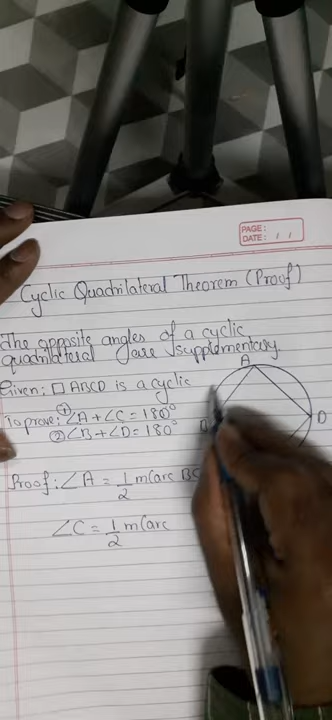 PAGE:
DATE: / /
Cyclic Quadrilateral Theorem (Proof)
The opposite angles of a cyclic
quadrilateral are supplementary.
Given: □ ABCD is a cyclic
To prove: ① ∠A + ∠C = 180°
② ∠B + ∠D = 180°
A
D
Proof: ∠A = 1/2 m(arc BC
∠C = 1/2 m(arc